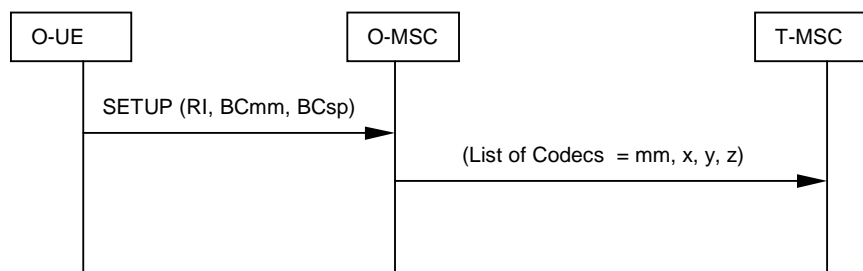 O-UE
O-MSC
T-MSC
SETUP (RI, BCmm, BCsp)
(List of Codecs = mm, x, y, z)